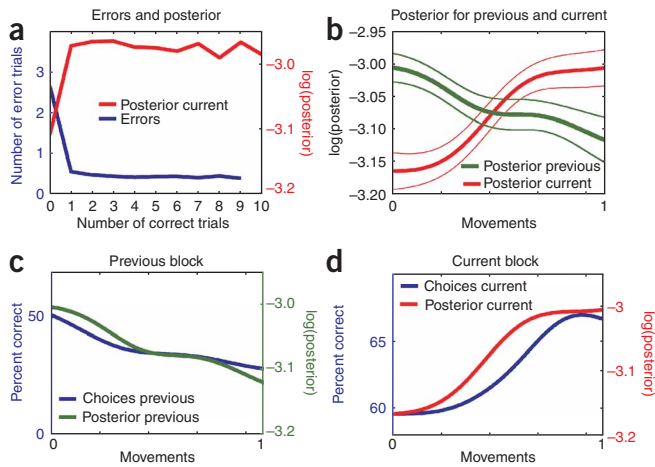 a
Errors and posterior
Number of error trials
3
2
1
0
Posterior current
Errors
−3.0
−3.1
−3.2
log(posterior)
0 1 2 3 4 5 6 7 8 9 10
Number of correct trials
b
Posterior for previous and current
log(posterior)
−2.95
−3.00
−3.05
−3.10
−3.15
−3.20
Posterior previous
Posterior current
0 1
Movements
c
Previous block
Percent correct
50
0
Choices previous
Posterior previous
−3.0
−3.1
−3.2
log(posterior)
0 1
Movements
d
Current block
Percent correct
65
60
Choices current
Posterior current
−3
−3.1
−3.2
log(posterior)
0 1
Movements